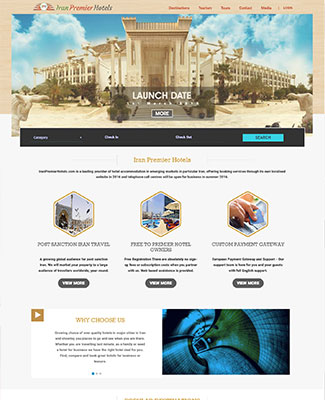 Iran Premier Hotels
Destinations Tourism Tours Contact Media LOGIN
LAUNCH DATE
1st March 2016
MORE
Category Check In Check Out SEARCH
Iran Premier Hotels
IranPremierHotels.com is a leading provider of hotel accommodation in emerging markets in particular Iran, offering booking services through its own localised
website in 2016 and telephone call centres will be open for business in summer 2016.
POST SANCTION IRAN TRAVEL
FREE TO PREMIER HOTEL
OWNERS
CUSTOM PAYMENT GATEWAY
A growing global audience for post sanction
Iran. We will market your property to a large
audience of travellers worldwide, year round.
Free Registration There are absolutely no sign-
up fees or subscription costs when you partner
with us. Web-based assistance is provided.
European Payment Gateway and Support - Our
support team is here for you and your guests
with full English support.
VIEW MORE
VIEW MORE
VIEW MORE
WHY CHOOSE US